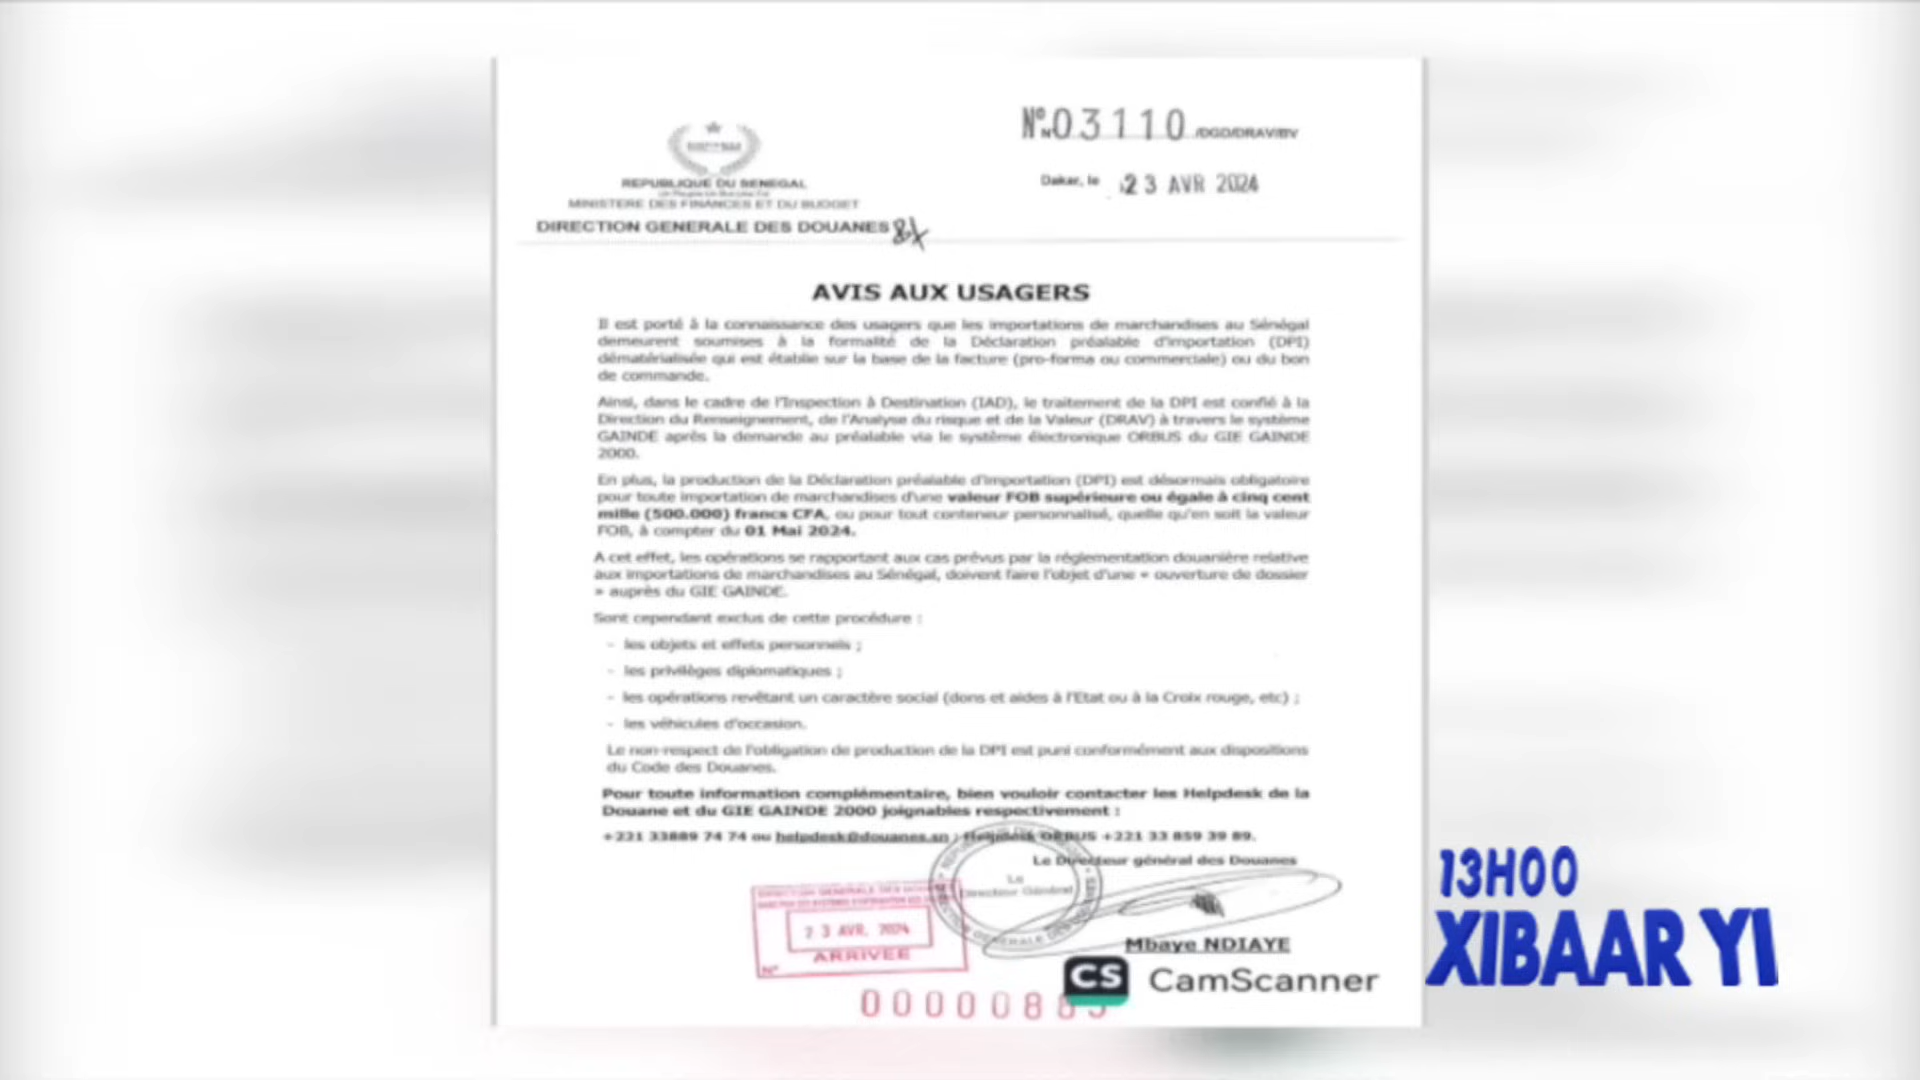 N° 03110 /DGD/DRAV/BV
Dakar, le 23 AVR 2024
REPUBLIQUE DU SENEGAL
Un Peuple-Un But-Une Foi
MINISTERE DES FINANCES ET DU BUDGET
DIRECTION GENERALE DES DOUANES
AVIS AUX USAGERS
Il est porté à la connaissance des usagers que les importations de marchandises au Sénégal
demeurent soumises à la formalité de la Déclaration préalable d'importation (DPI)
dématérialisée qui est établie sur la base de la facture (pro-forma ou commerciale) ou du bon
de commande.
Ainsi, dans le cadre de l'Inspection à Destination (IAD), le traitement de la DPI est confié à la
Direction du Renseignement, de l'Analyse du risque et de la Valeur (DRAV) à travers le système
GAINDE après la demande au préalable via le système électronique ORBUS du GIE GAINDE
2000.
En plus, la production de la Déclaration préalable d'Importation (DPI) est désormais obligatoire
pour toute importation de marchandises d'une valeur FOB supérieure ou égale à cinq cent
mille (500.000) francs CFA, ou pour tout conteneur personnalisé, quelle qu'en soit la valeur
FOB, à compter du 01 Mai 2024.
A cet effet, les opérations se rapportant aux cas prévus par la réglementation douanière relative
aux importations de marchandises au Sénégal, doivent faire l'objet d'une « ouverture de dossier
» auprès du GIE GAINDE.
Sont cependant exclus de cette procédure :
- les objets et effets personnels ;
- les privilèges diplomatiques ;
- les opérations revêtant un caractère social (dons et aides à l'Etat ou à la Croix rouge, etc) ;
- les véhicules d'occasion.
Le non-respect de l'obligation de production de la DPI est puni conformément aux dispositions
du Code des Douanes.
Pour toute information complémentaire, bien vouloir contacter les Helpdesk de la
Douane et du GIE GAINDE 2000 joignables respectivement :
+221 33889 74 74 ou helpdesk@douanes.sn ; Helpdesk ORBUS +221 33 859 39 89.
Le Directeur général des Douanes
Le
Directeur Général
Mbaye NDIAYE
23 AVR. 2024
ARRIVEE
N°
0000088
CS CamScanner
13H00
XIBAAR YI